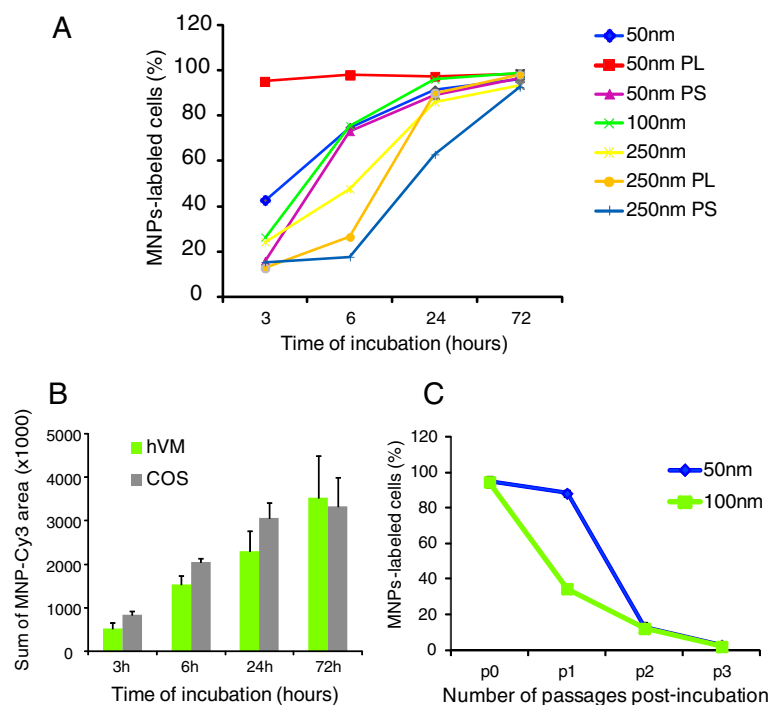 A
MNPs-labeled cells (%)
120
100
80
60
40
20
0
3 6 24 72
Time of incubation (hours)
50nm
50nm PL
50nm PS
100nm
250nm
250nm PL
250nm PS
B
Sum of MNP-Cy3 area (x1000)
5000
4000
3000
2000
1000
0
hVM
COS
3h 6h 24h 72h
Time of incubation (hours)
C
MNPs-labeled cells (%)
120
100
80
60
40
20
0
50nm
100nm
p0 p1 p2 p3
Number of passages post-incubation